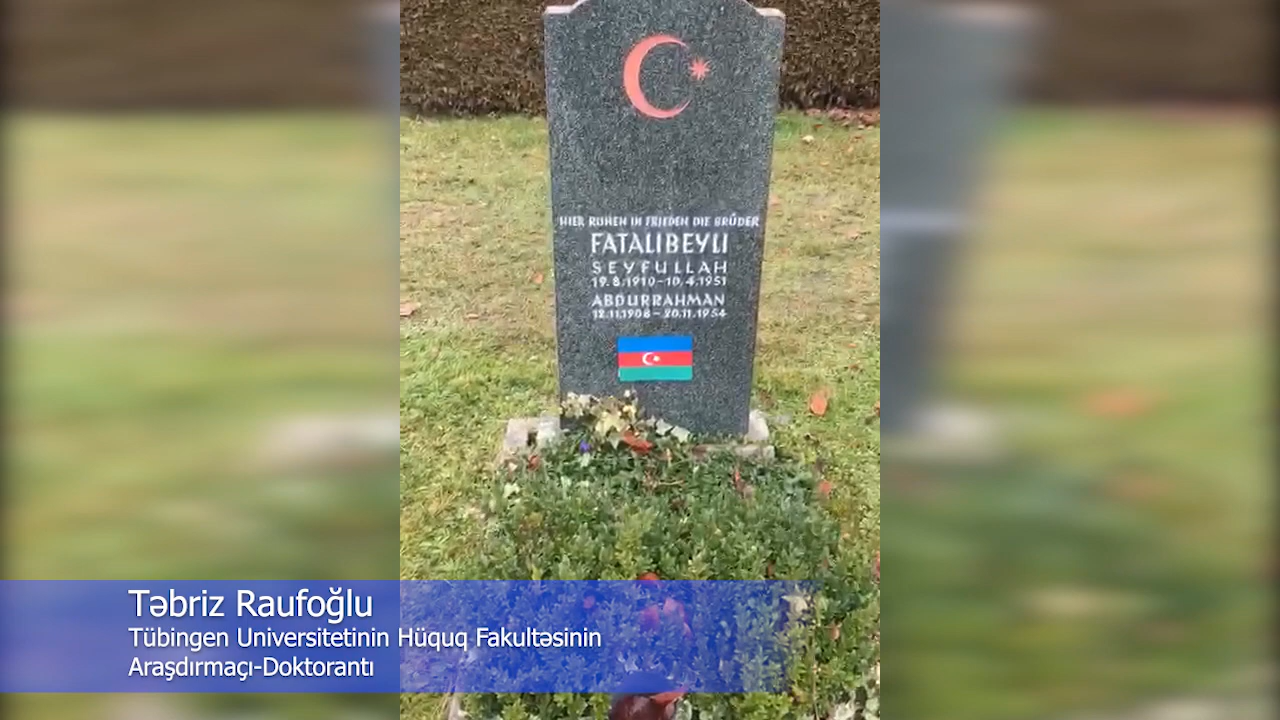 HIER RUHEN IN FRIEDEN DIE BRÜDER
FATALIBEYLI
SEYFULLAH
19.8.1910-10.4.1951
ABDURRAHMAN
12.11.1908-20.11.1954
Təbriz Raufoğlu
Tübingen Universitetinin Hüquq Fakultəsinin
Araşdırmaçı-Doktorantı